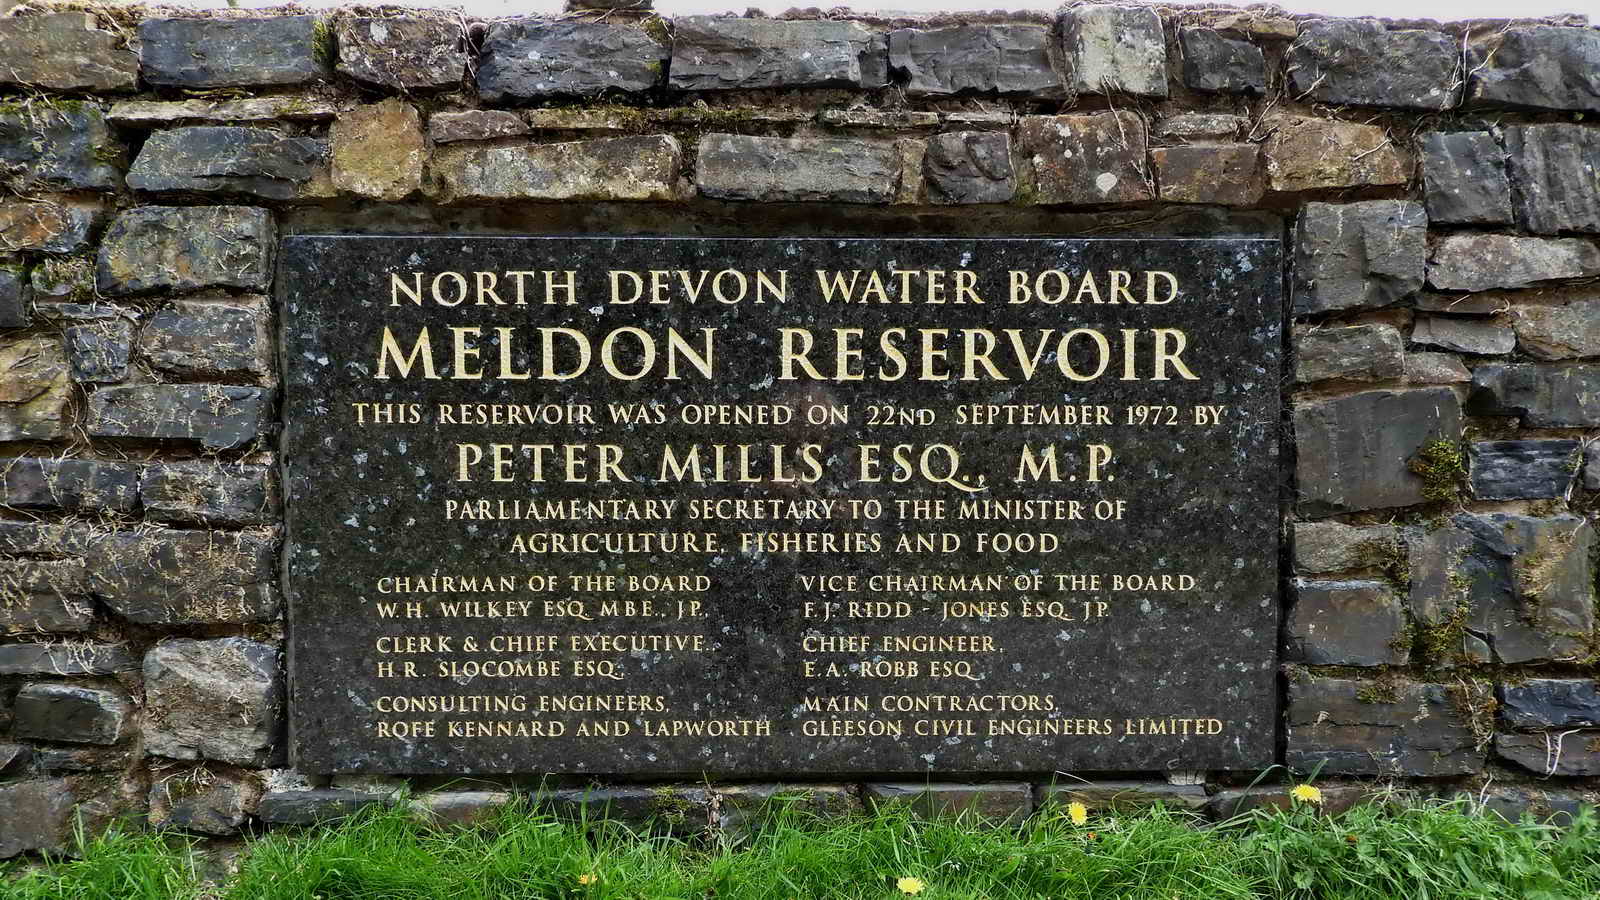 NORTH DEVON WATER BOARD
MELDON RESERVOIR
THIS RESERVOIR WAS OPENED ON 22ND SEPTEMBER 1972 BY
PETER MILLS ESQ., M.P.
PARLIAMENTARY SECRETARY TO THE MINISTER OF
AGRICULTURE, FISHERIES AND FOOD
CHAIRMAN OF THE BOARD
W.H. WILKEY ESQ. MBE., J.P.,
CLERK & CHIEF EXECUTIVE.,
H.R. SLOCOMBE ESQ.
CONSULTING ENGINEERS,
ROFE KENNARD AND LAPWORTH
VICE CHAIRMAN OF THE BOARD
F.J. RIDD - JONES ESQ. J.P.
CHIEF ENGINEER,
E.A. ROBB ESQ
MAIN CONTRACTORS,
GLEESON CIVIL ENGINEERS LIMITED